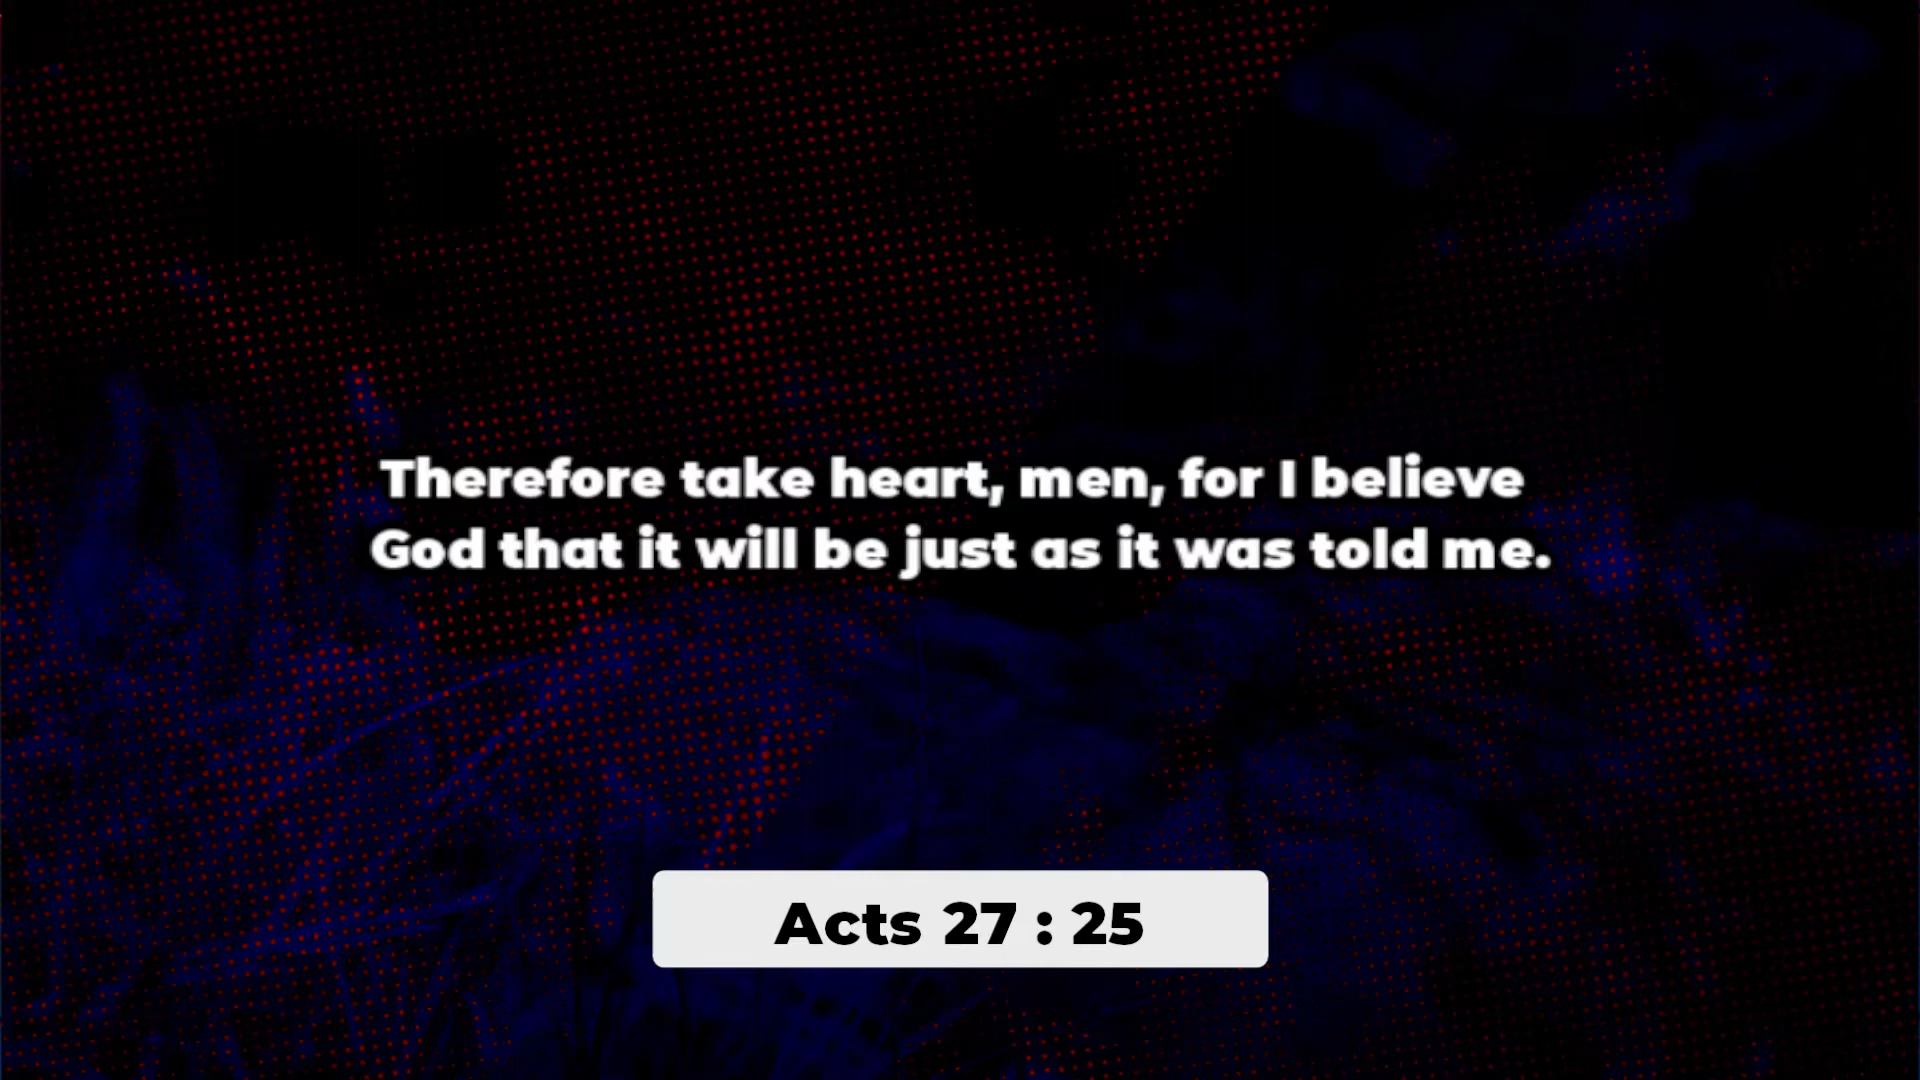 Therefore take heart, men, for I believe
God that it will be just as it was told me.
Acts 27 : 25